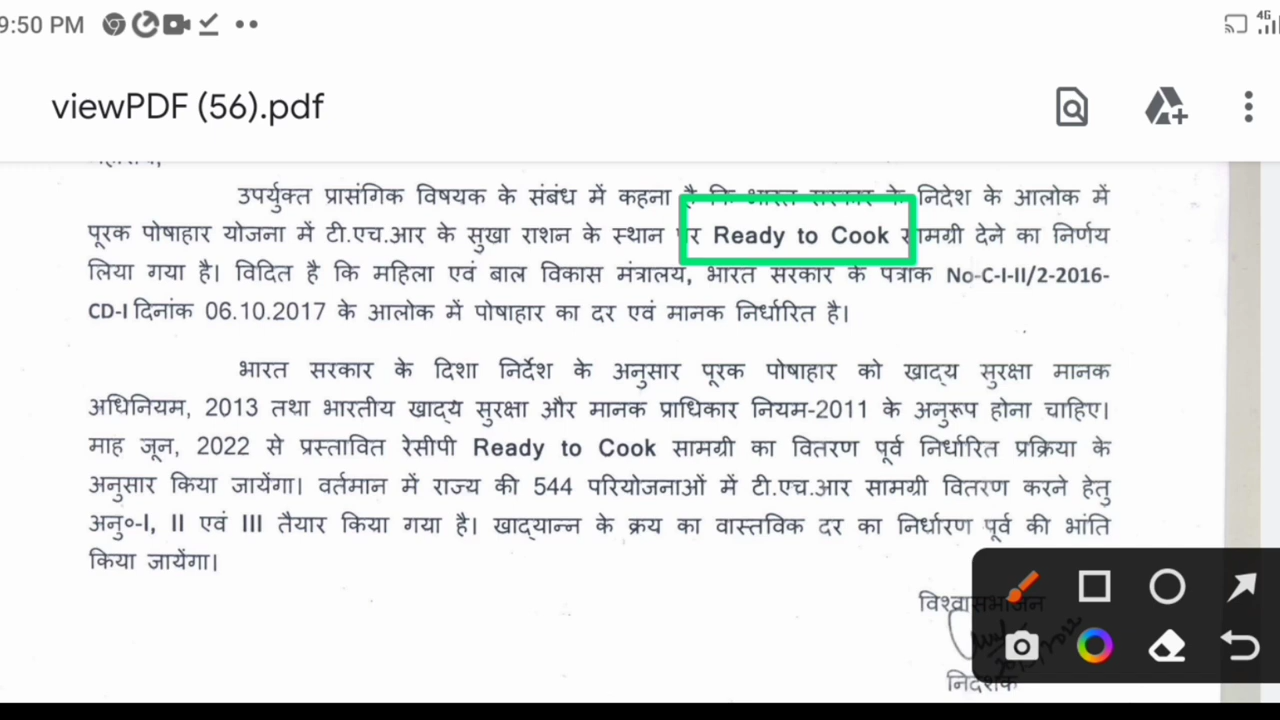 9:50 PM
4G
viewPDF (56).pdf
उपर्युक्त प्रासंगिक विषयक के संबंध में कहना है कि भारत सरकार के निदेश के आलोक में
पूरक पोषाहार योजना में टी.एच.आर के सुखा राशन के स्थान पर Ready to Cook सामग्री देने का निर्णय
लिया गया है। विदित है कि महिला एवं बाल विकास मंत्रालय, भारत सरकार के पत्रांक No-C-I-II/2-2016-
CD-I दिनांक 06.10.2017 के आलोक में पोषाहार का दर एवं मानक निर्धारित है।
भारत सरकार के दिशा निर्देश के अनुसार पूरक पोषाहार को खाद्य सुरक्षा मानक
अधिनियम, 2013 तथा भारतीय खाद्य सुरक्षा और मानक प्राधिकार नियम-2011 के अनुरूप होना चाहिए।
माह जून, 2022 से प्रस्तावित रेसीपी Ready to Cook सामग्री का वितरण पूर्व निर्धारित प्रक्रिया के
अनुसार किया जायेंगा। वर्तमान में राज्य की 544 परियोजनाओं में टी.एच.आर सामग्री वितरण करने हेतु
अनु०-I, II एवं III तैयार किया गया है। खाद्यान्न के क्रय का वास्तविक दर का निर्धारण पूर्व की भांति
किया जायेंगा।
विश्वासभाजन
निदेशक